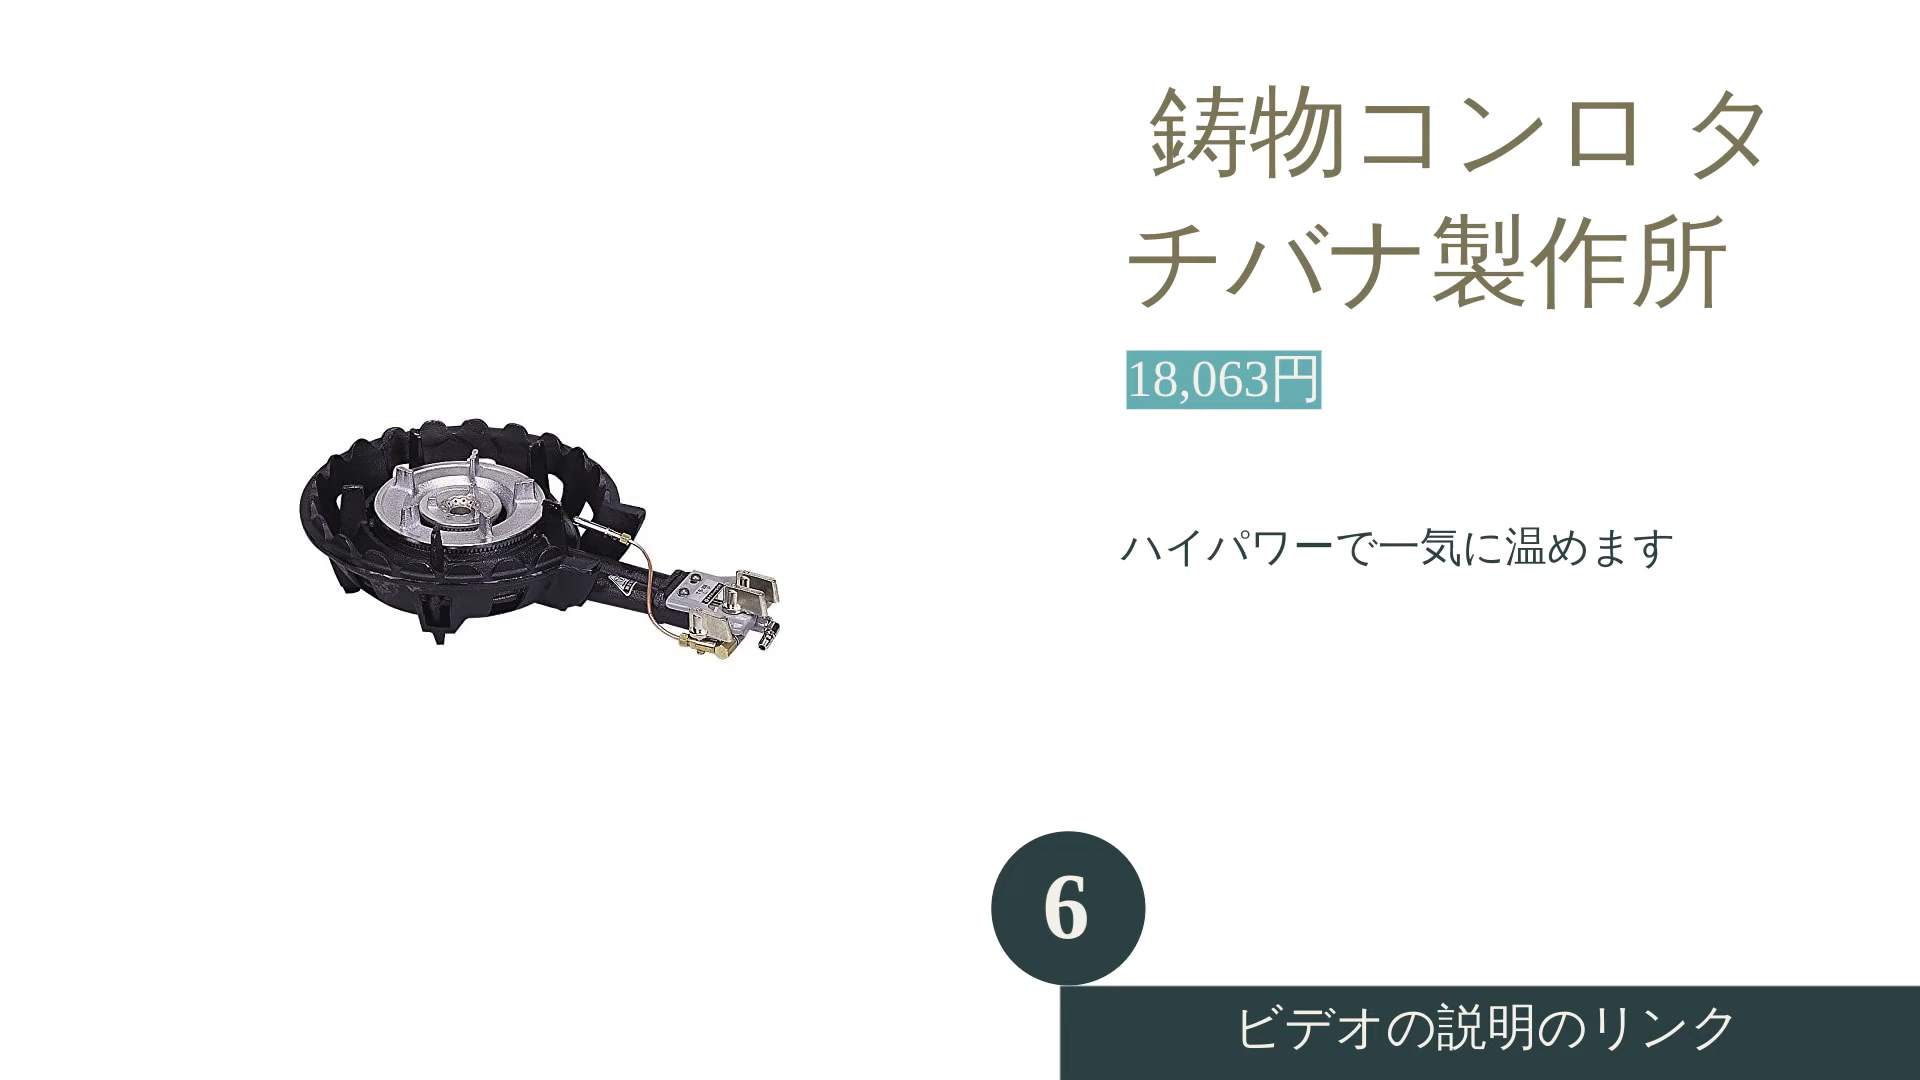 鋳物コンロ タ
チバナ製作所
18,063円
ハイパワーで一気に温めます
6
ビデオの説明のリンク